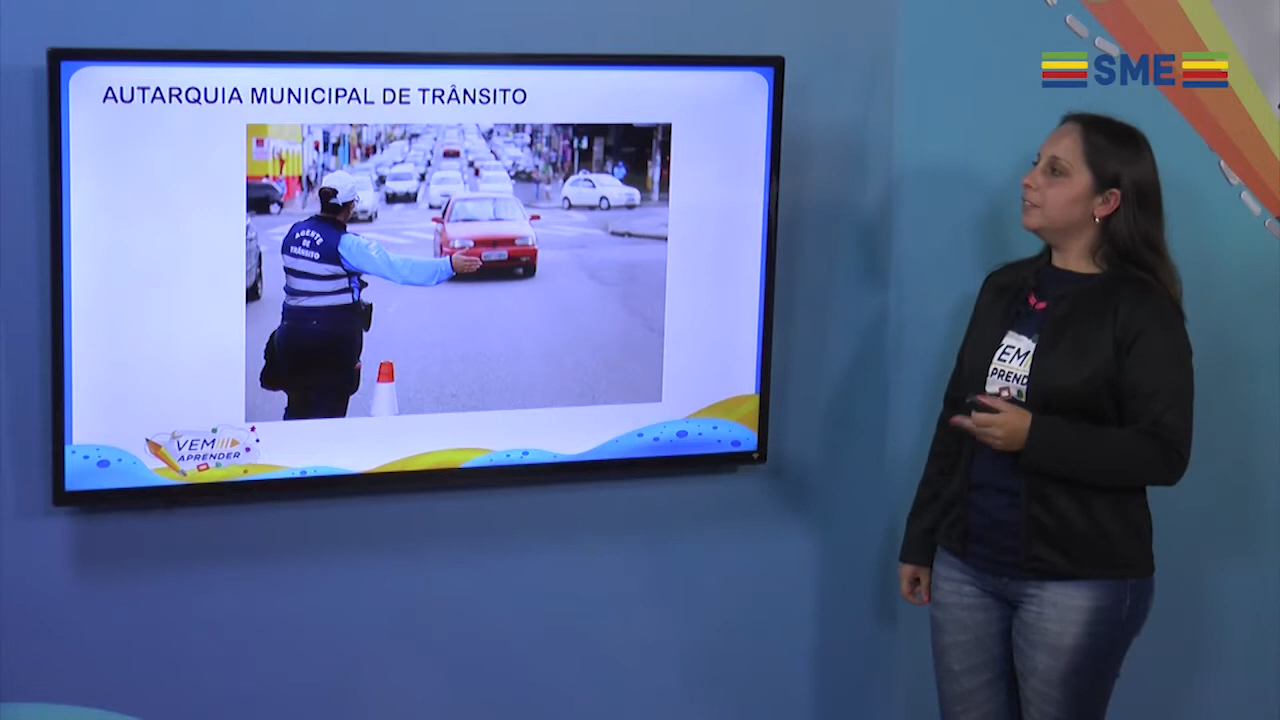 SME
AUTARQUIA MUNICIPAL DE TRÂNSITO
AGENTE
DE
TRÂNSITO
VEM
APRENDER
VEM
APREND